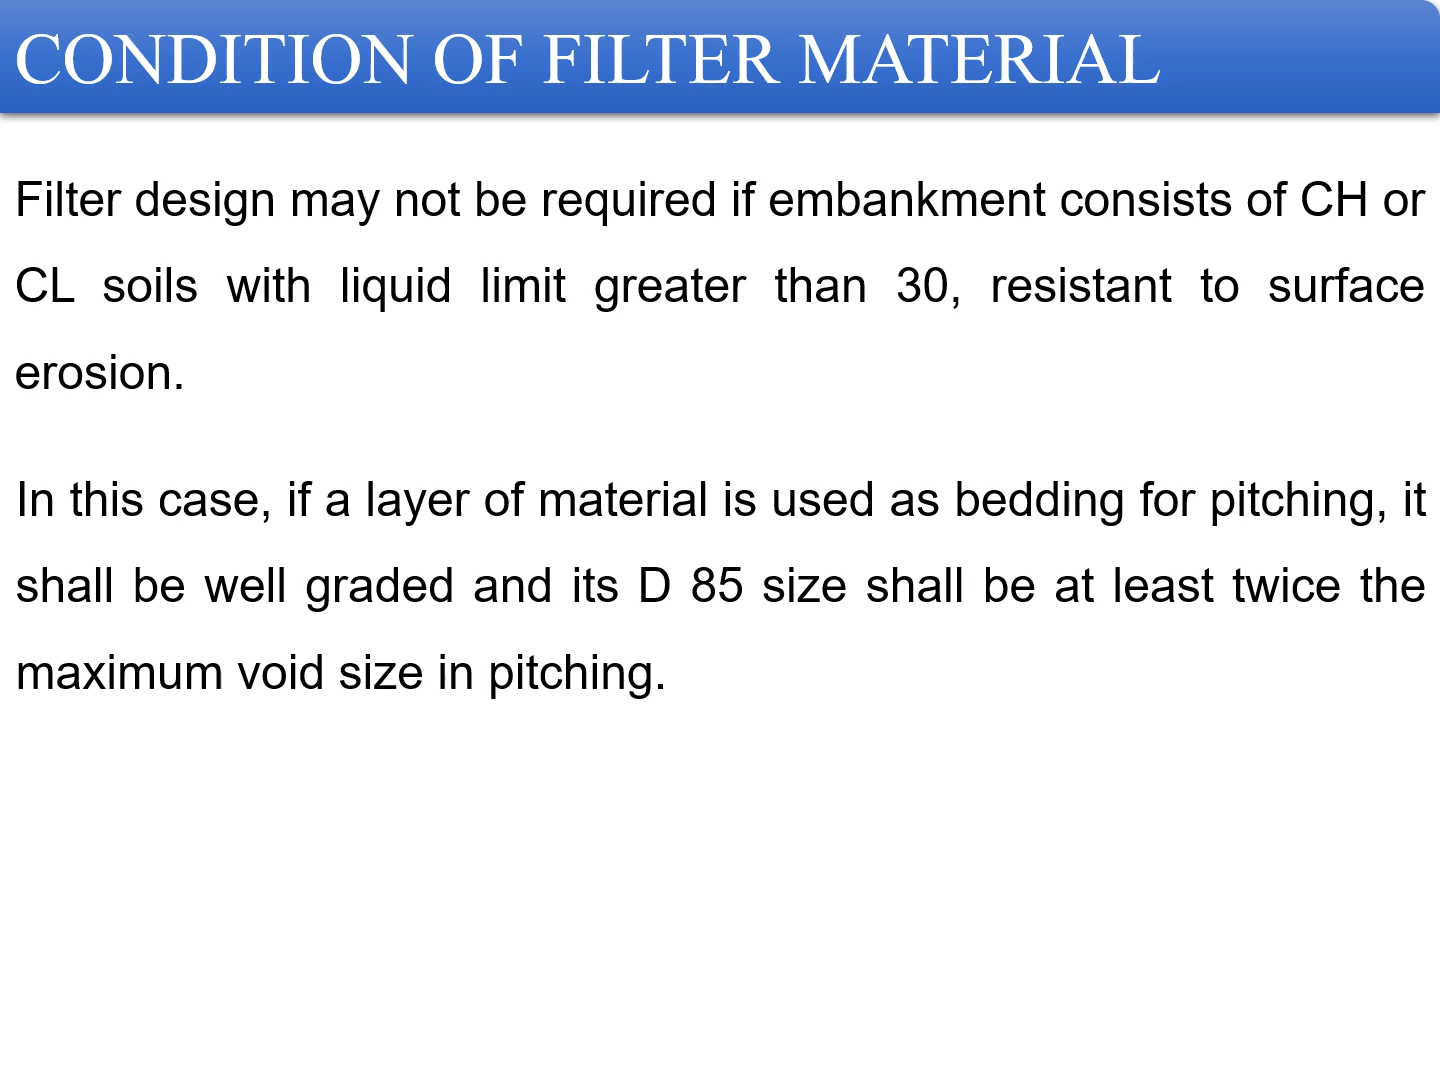 CONDITION OF FILTER MATERIAL
Filter design may not be required if embankment consists of CH or
CL soils with liquid limit greater than 30, resistant to surface
erosion.
In this case, if a layer of material is used as bedding for pitching, it
shall be well graded and its D 85 size shall be at least twice the
maximum void size in pitching.